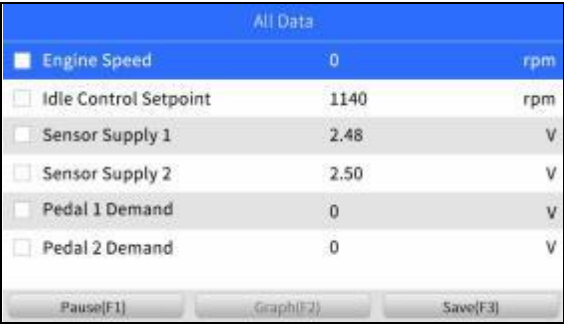 All Data
Engine Speed 0 rpm
Idle Control Setpoint 1140 rpm
Sensor Supply 1 2.48 V
Sensor Supply 2 2.50 V
Pedal 1 Demand 0 V
Pedal 2 Demand 0 V
Pause(F1) Graph(F2) Save(F3)